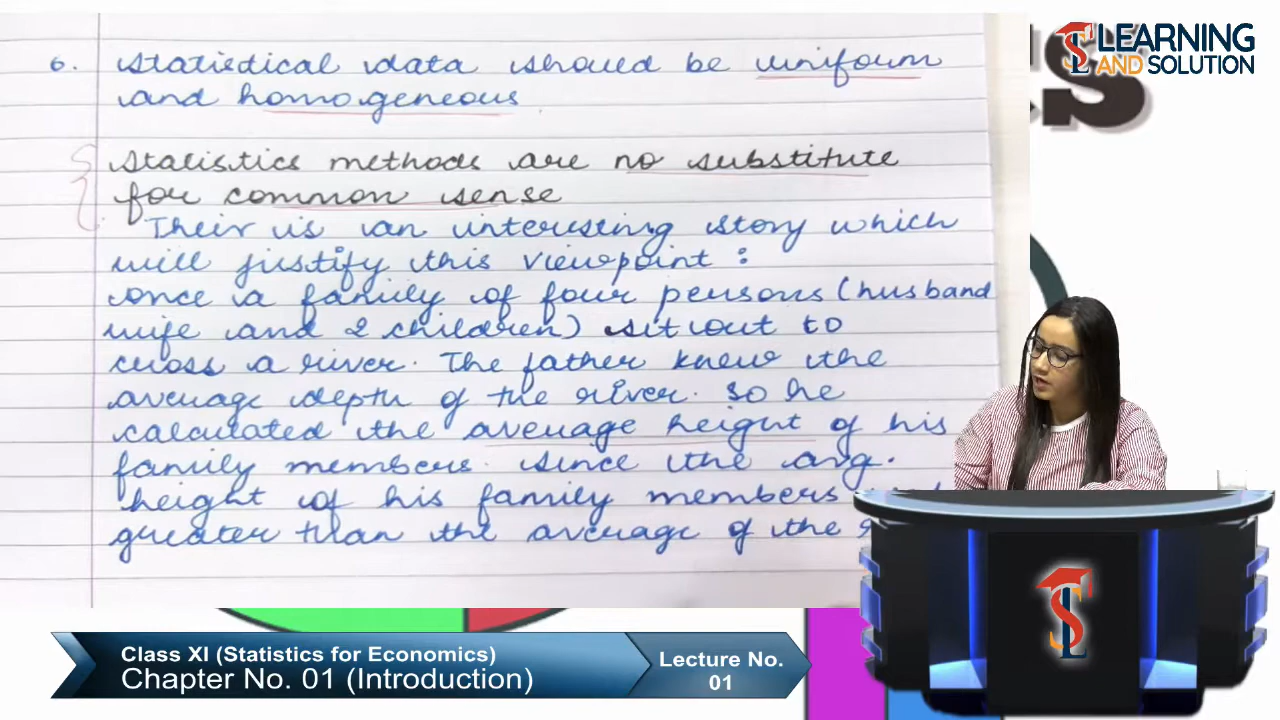 6. Statistical data should be uniform
and homogeneous
Statistics methods are no substitute
for common sense
Their is an interesting story which
will justify this viewpoint :
once a family of four persons (husband
wife and 2 children) sit out to
cross a river. The father knew the
average depth of the river. So he
calculated the average height of his
family members. since the avg.
height of his family members
greater than the average of the
LEARNING
AND SOLUTION
Class XI (Statistics for Economics)
Chapter No. 01 (Introduction)
Lecture No.
01